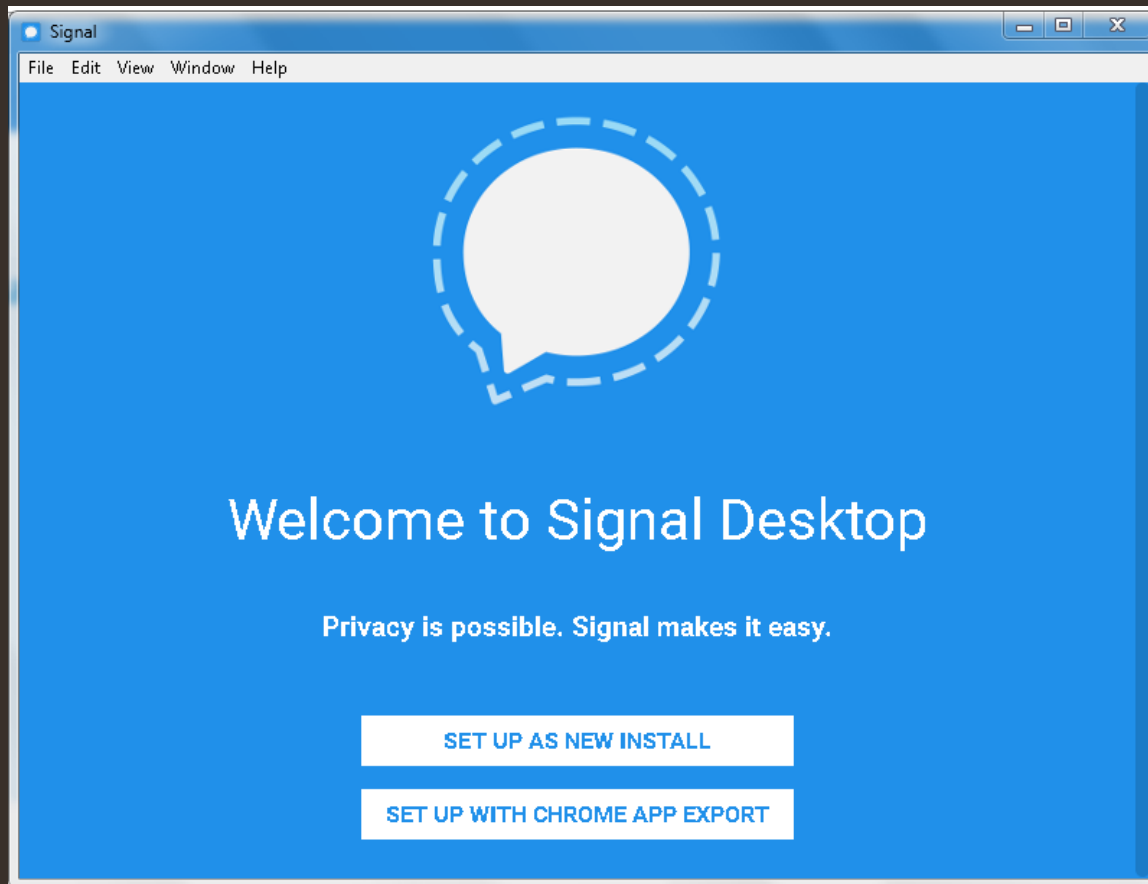 Signal
File Edit View Window Help
Welcome to Signal Desktop
Privacy is possible. Signal makes it easy.
SET UP AS NEW INSTALL
SET UP WITH CHROME APP EXPORT